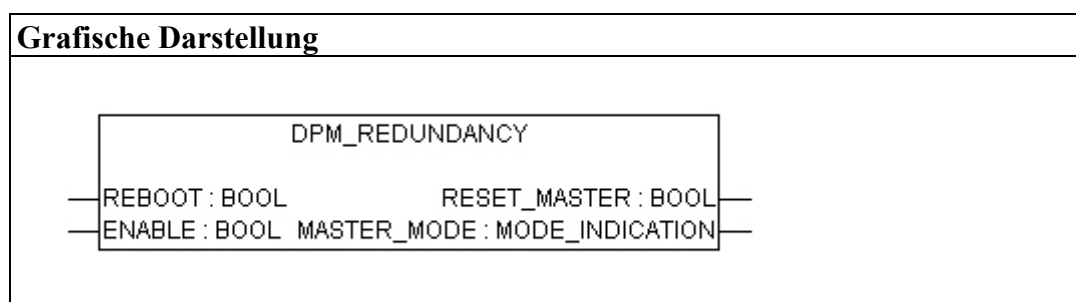 Grafische Darstellung
DPM_REDUNDANCY
REBOOT : BOOL RESET_MASTER : BOOL
ENABLE : BOOL MASTER_MODE : MODE_INDICATION